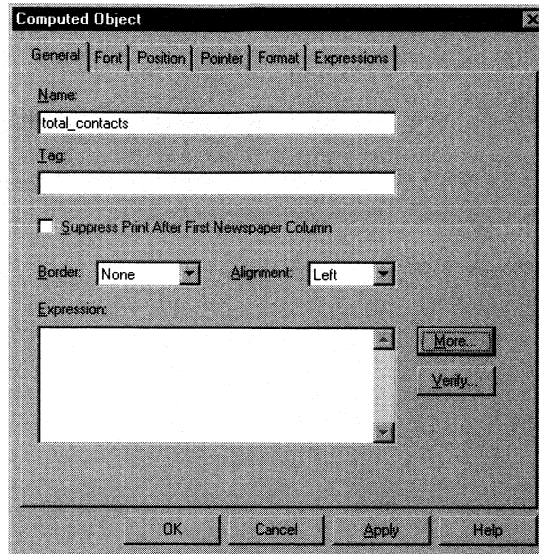 Computed Object
General Font Position Pointer Format Expressions
Name:
total_contacts
Tag:
Suppress Print After First Newspaper Column
Border: None Alignment: Left
Expression:
More...
Verify...
OK Cancel Apply Help